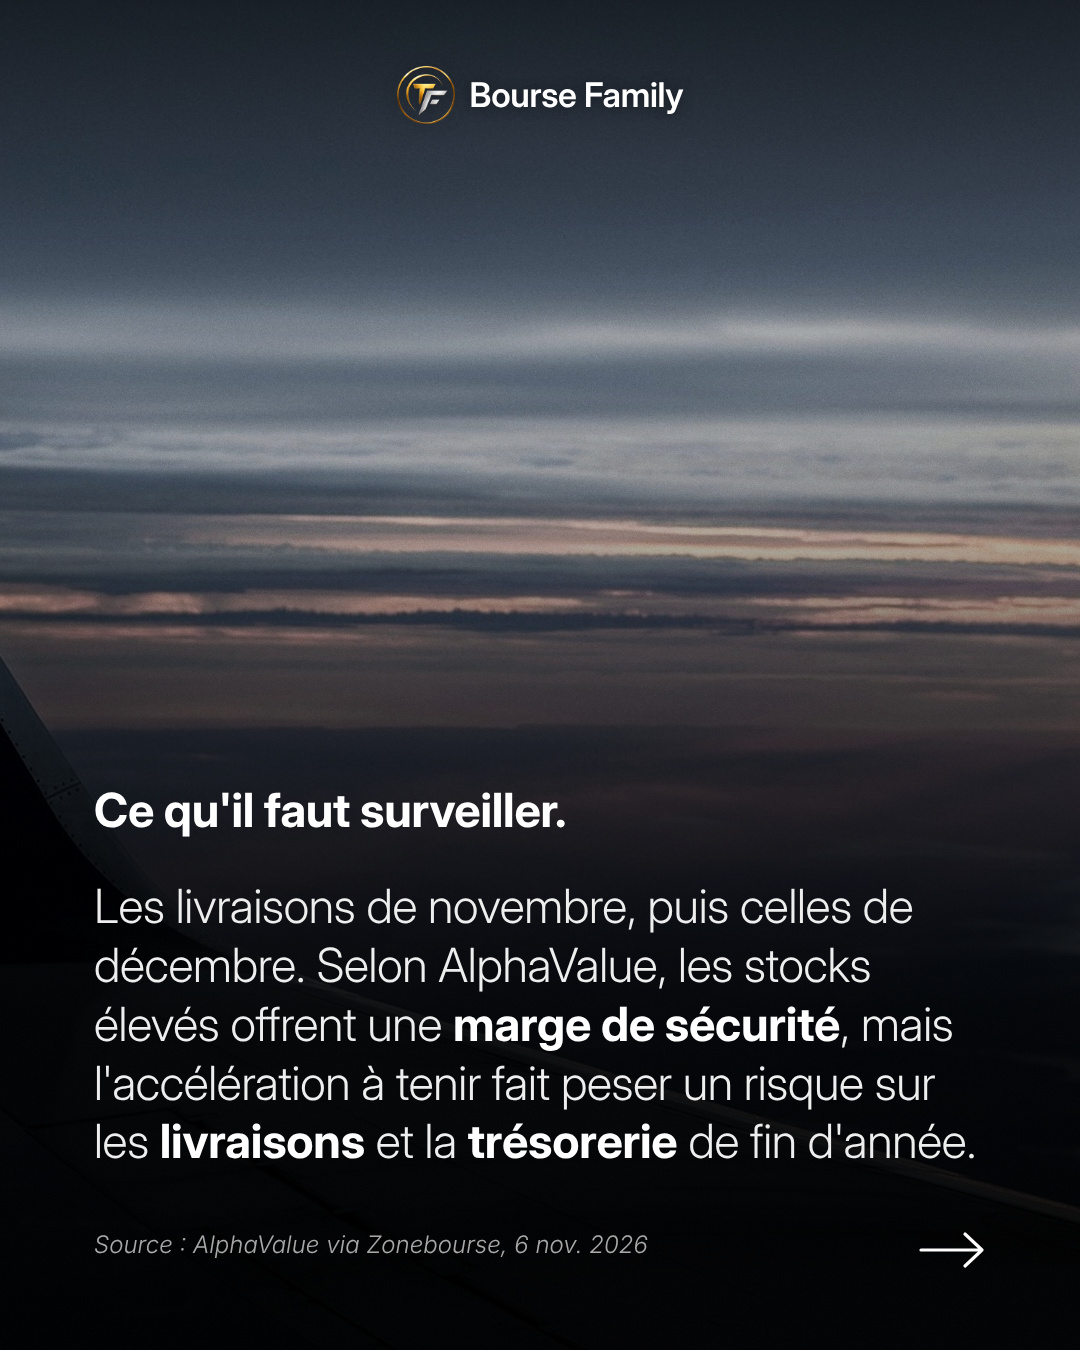 TF
Bourse Family
Ce qu'il faut surveiller.
Les livraisons de novembre, puis celles de
décembre. Selon AlphaValue, les stocks
élevés offrent une marge de sécurité, mais
l'accélération à tenir fait peser un risque sur
les livraisons et la trésorerie de fin d'année.
Source : AlphaValue via Zonebourse, 6 nov. 2026